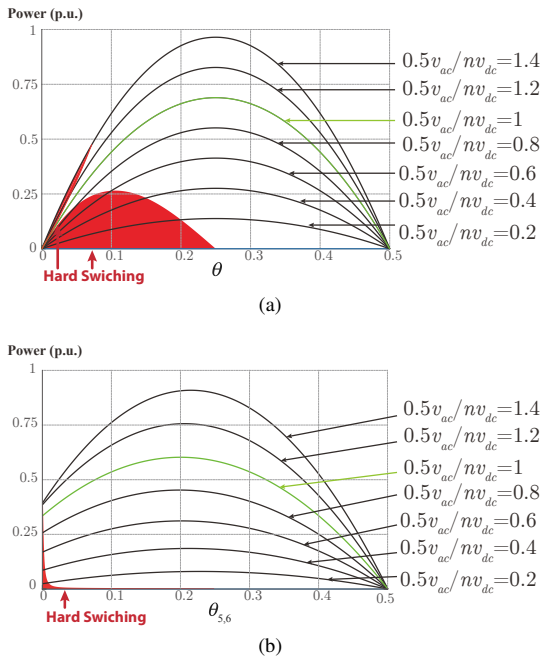 Power (p.u.)
1
0.75
0.5
0.25
0
0
0.1
0.2
0.3
0.4
0.5
0.5v_ac/nv_dc=1.4
0.5v_ac/nv_dc=1.2
0.5v_ac/nv_dc=1
0.5v_ac/nv_dc=0.8
0.5v_ac/nv_dc=0.6
0.5v_ac/nv_dc=0.4
0.5v_ac/nv_dc=0.2
Hard Swiching
θ
(a)
Power (p.u.)
1
0.75
0.5
0.25
0
0
0.1
0.2
0.3
0.4
0.5
0.5v_ac/nv_dc=1.4
0.5v_ac/nv_dc=1.2
0.5v_ac/nv_dc=1
0.5v_ac/nv_dc=0.8
0.5v_ac/nv_dc=0.6
0.5v_ac/nv_dc=0.4
0.5v_ac/nv_dc=0.2
θ_5,6
Hard Swiching
(b)